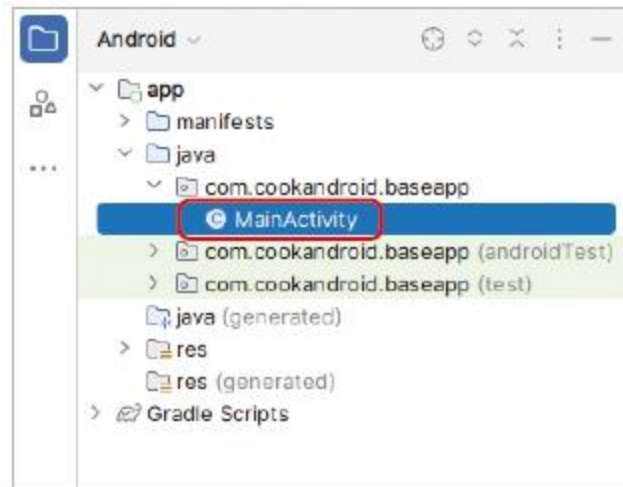 Android
app
manifests
java
com.cookandroid.baseapp
C MainActivity
com.cookandroid.baseapp (androidTest)
com.cookandroid.baseapp (test)
java (generated)
res
res (generated)
Gradle Scripts